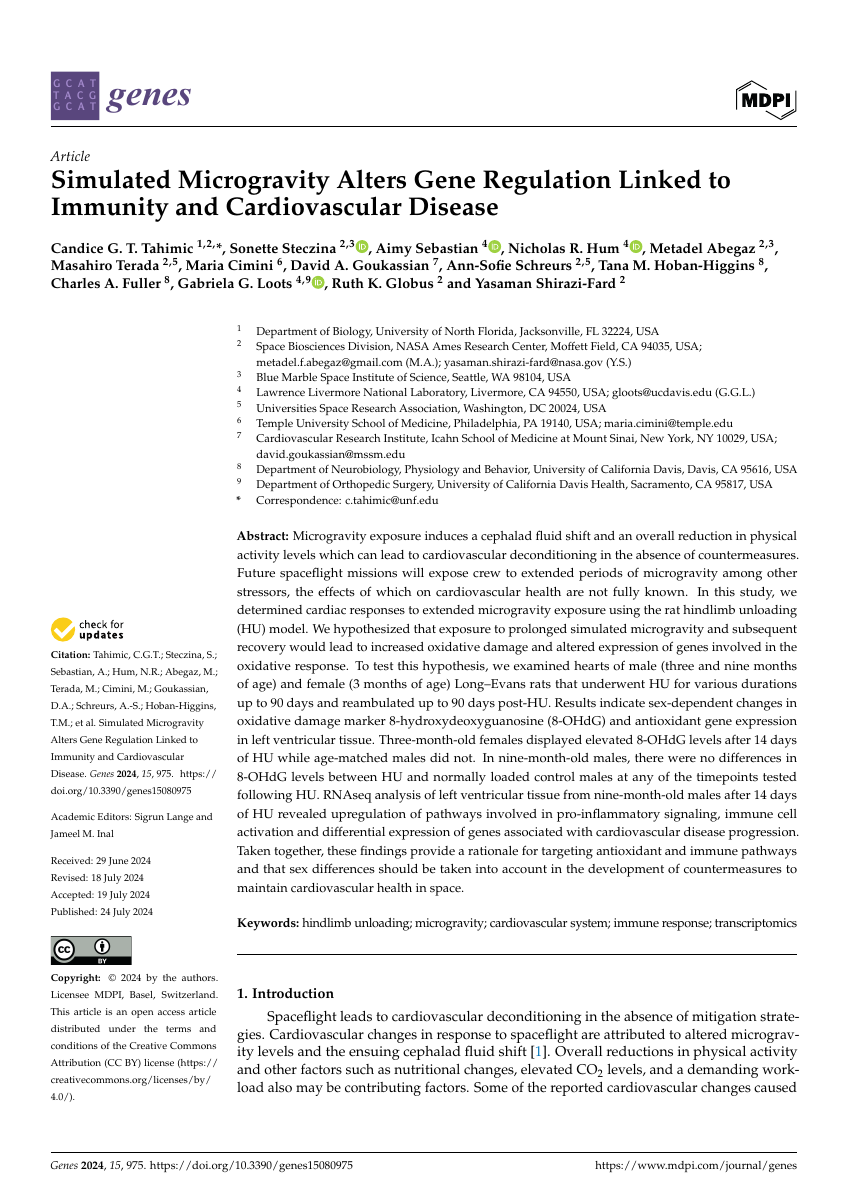 GCAT
TACG
GCAT
genes
MDPI
Article
Simulated Microgravity Alters Gene Regulation Linked to
Immunity and Cardiovascular Disease
Candice G. T. Tahimic 1,2,*, Sonette Steczina 2,3 iD, Aimy Sebastian 4 iD, Nicholas R. Hum 4 iD, Metadel Abegaz 2,3,
Masahiro Terada 2,5, Maria Cimini 6, David A. Goukassian 7, Ann-Sofie Schreurs 2,5, Tana M. Hoban-Higgins 8,
Charles A. Fuller 8, Gabriela G. Loots 4,9 iD, Ruth K. Globus 2 and Yasaman Shirazi-Fard 2
1 Department of Biology, University of North Florida, Jacksonville, FL 32224, USA
2 Space Biosciences Division, NASA Ames Research Center, Moffett Field, CA 94035, USA;
metadel.f.abegaz@gmail.com (M.A.); yasaman.shirazi-fard@nasa.gov (Y.S.)
3 Blue Marble Space Institute of Science, Seattle, WA 98104, USA
4 Lawrence Livermore National Laboratory, Livermore, CA 94550, USA; gloots@ucdavis.edu (G.G.L.)
5 Universities Space Research Association, Washington, DC 20024, USA
6 Temple University School of Medicine, Philadelphia, PA 19140, USA; maria.cimini@temple.edu
7 Cardiovascular Research Institute, Icahn School of Medicine at Mount Sinai, New York, NY 10029, USA;
david.goukassian@mssm.edu
8 Department of Neurobiology, Physiology and Behavior, University of California Davis, Davis, CA 95616, USA
9 Department of Orthopedic Surgery, University of California Davis Health, Sacramento, CA 95817, USA
* Correspondence: c.tahimic@unf.edu
Abstract: Microgravity exposure induces a cephalad fluid shift and an overall reduction in physical
activity levels which can lead to cardiovascular deconditioning in the absence of countermeasures.
Future spaceflight missions will expose crew to extended periods of microgravity among other
stressors, the effects of which on cardiovascular health are not fully known. In this study, we
determined cardiac responses to extended microgravity exposure using the rat hindlimb unloading
(HU) model. We hypothesized that exposure to prolonged simulated microgravity and subsequent
recovery would lead to increased oxidative damage and altered expression of genes involved in the
oxidative response. To test this hypothesis, we examined hearts of male (three and nine months
of age) and female (3 months of age) Long–Evans rats that underwent HU for various durations
up to 90 days and reambulated up to 90 days post-HU. Results indicate sex-dependent changes in
oxidative damage marker 8-hydroxydeoxyguanosine (8-OHdG) and antioxidant gene expression
in left ventricular tissue. Three-month-old females displayed elevated 8-OHdG levels after 14 days
of HU while age-matched males did not. In nine-month-old males, there were no differences in
8-OHdG levels between HU and normally loaded control males at any of the timepoints tested
following HU. RNAseq analysis of left ventricular tissue from nine-month-old males after 14 days
of HU revealed upregulation of pathways involved in pro-inflammatory signaling, immune cell
activation and differential expression of genes associated with cardiovascular disease progression.
Taken together, these findings provide a rationale for targeting antioxidant and immune pathways
and that sex differences should be taken into account in the development of countermeasures to
maintain cardiovascular health in space.
Keywords: hindlimb unloading; microgravity; cardiovascular system; immune response; transcriptomics
check for
updates
Citation: Tahimic, C.G.T.; Steczina, S.;
Sebastian, A.; Hum, N.R.; Abegaz, M.;
Terada, M.; Cimini, M.; Goukassian,
D.A.; Schreurs, A.-S.; Hoban-Higgins,
T.M.; et al. Simulated Microgravity
Alters Gene Regulation Linked to
Immunity and Cardiovascular
Disease. Genes 2024, 15, 975. https://
doi.org/10.3390/genes15080975
Academic Editors: Sigrun Lange and
Jameel M. Inal
Received: 29 June 2024
Revised: 18 July 2024
Accepted: 19 July 2024
Published: 24 July 2024
cc BY
Copyright: © 2024 by the authors.
Licensee MDPI, Basel, Switzerland.
This article is an open access article
distributed under the terms and
conditions of the Creative Commons
Attribution (CC BY) license (https://
creativecommons.org/licenses/by/
4.0/).
1. Introduction
Spaceflight leads to cardiovascular deconditioning in the absence of mitigation strate-
gies. Cardiovascular changes in response to spaceflight are attributed to altered micrograv-
ity levels and the ensuing cephalad fluid shift [1]. Overall reductions in physical activity
and other factors such as nutritional changes, elevated CO2 levels, and a demanding work-
load also may be contributing factors. Some of the reported cardiovascular changes caused
Genes 2024, 15, 975. https://doi.org/10.3390/genes15080975
https://www.mdpi.com/journal/genes